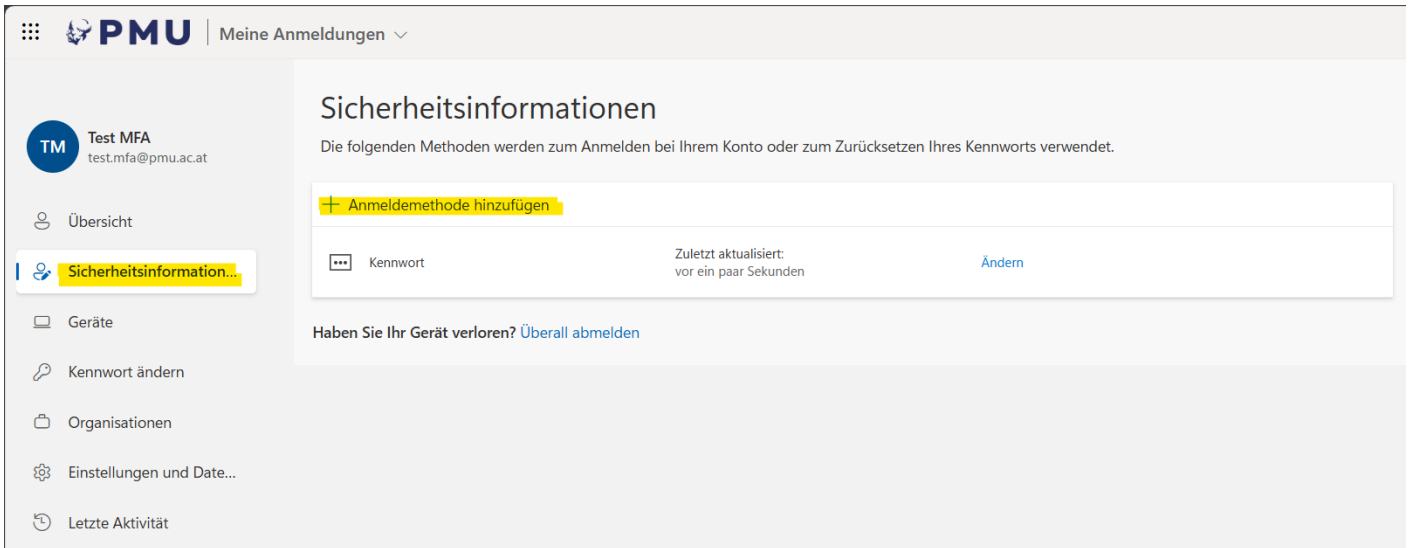 PMU
Meine Anmeldungen
TM
Test MFA
test.mfa@pmu.ac.at
Übersicht
Sicherheitsinformation...
Geräte
Kennwort ändern
Organisationen
Einstellungen und Date...
Letzte Aktivität
Sicherheitsinformationen
Die folgenden Methoden werden zum Anmelden bei Ihrem Konto oder zum Zurücksetzen Ihres Kennworts verwendet.
+ Anmeldemethode hinzufügen
Kennwort
Zuletzt aktualisiert:
vor ein paar Sekunden
Ändern
Haben Sie Ihr Gerät verloren? Überall abmelden